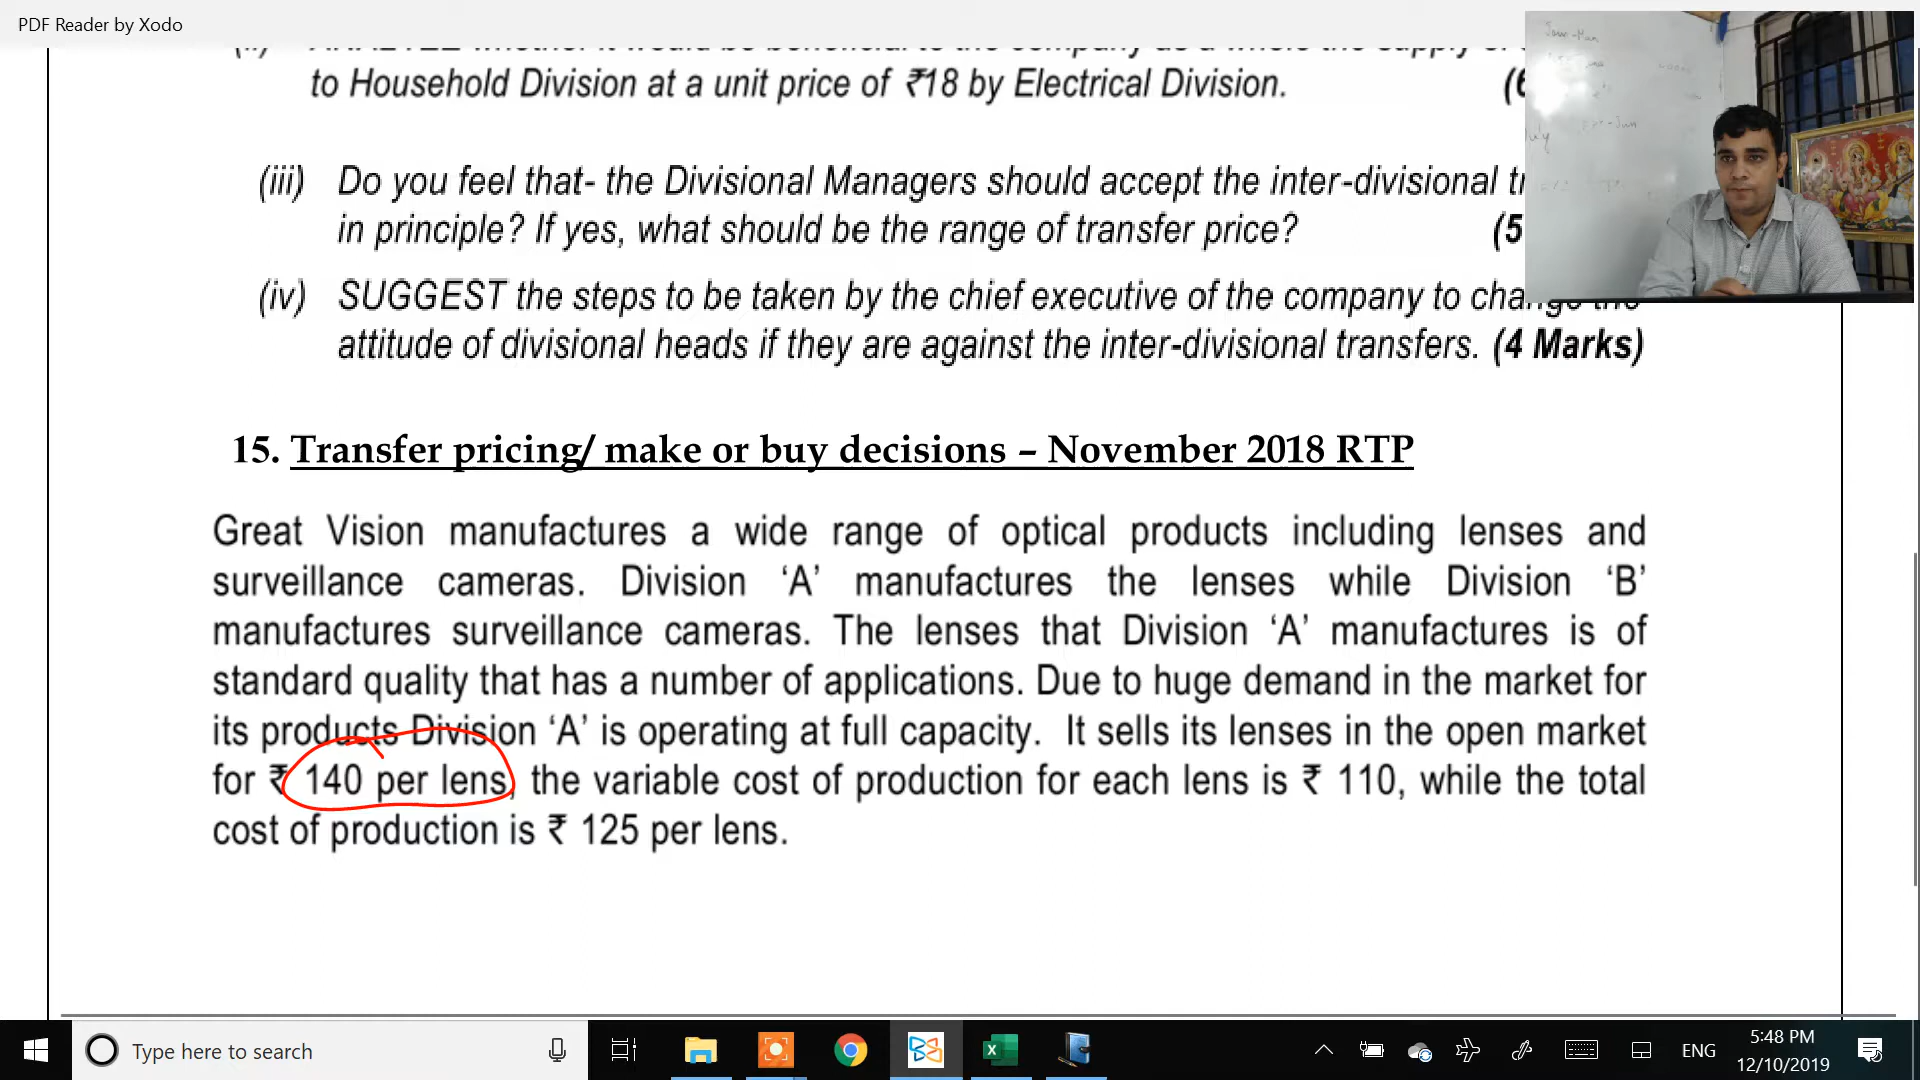 PDF Reader by Xodo
to Household Division at a unit price of ₹18 by Electrical Division.
(iii) Do you feel that- the Divisional Managers should accept the inter-divisional
in principle? If yes, what should be the range of transfer price? (5
(iv) SUGGEST the steps to be taken by the chief executive of the company to change the
attitude of divisional heads if they are against the inter-divisional transfers. (4 Marks)
15. Transfer pricing/ make or buy decisions – November 2018 RTP
Great Vision manufactures a wide range of optical products including lenses and
surveillance cameras. Division ‘A’ manufactures the lenses while Division ‘B’
manufactures surveillance cameras. The lenses that Division ‘A’ manufactures is of
standard quality that has a number of applications. Due to huge demand in the market for
its products Division ‘A’ is operating at full capacity. It sells its lenses in the open market
for ₹ 140 per lens, the variable cost of production for each lens is ₹ 110, while the total
cost of production is ₹ 125 per lens.
Type here to search
ENG
5:48 PM
12/10/2019